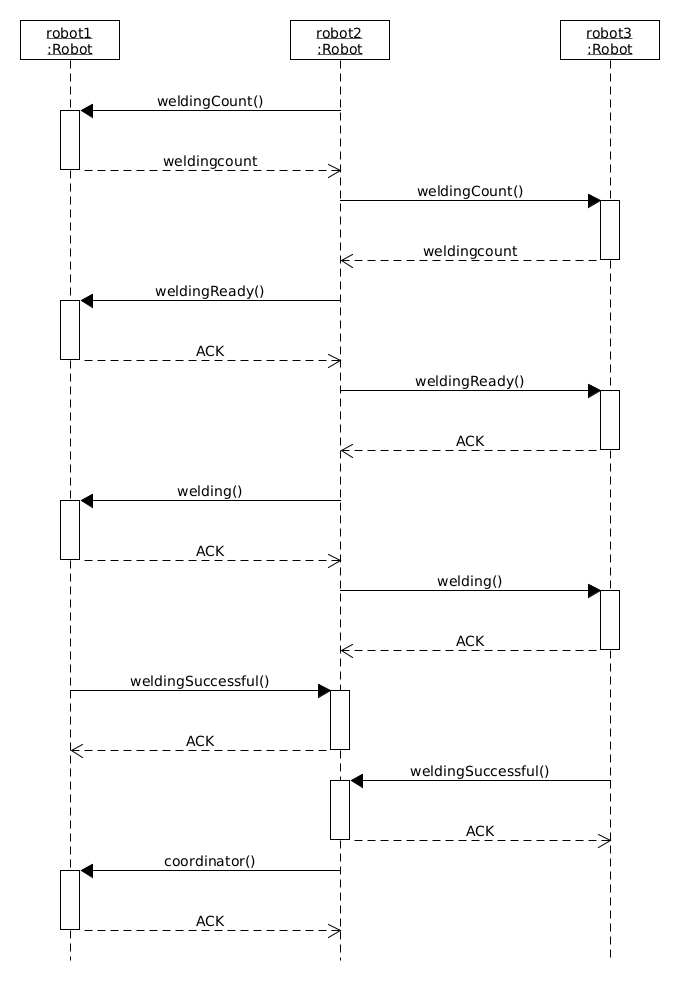 robot1
:Robot
robot2
:Robot
robot3
:Robot
weldingCount()
weldingcount
weldingCount()
weldingcount
weldingReady()
ACK
weldingReady()
ACK
welding()
ACK
welding()
ACK
weldingSuccessful()
ACK
weldingSuccessful()
ACK
coordinator()
ACK